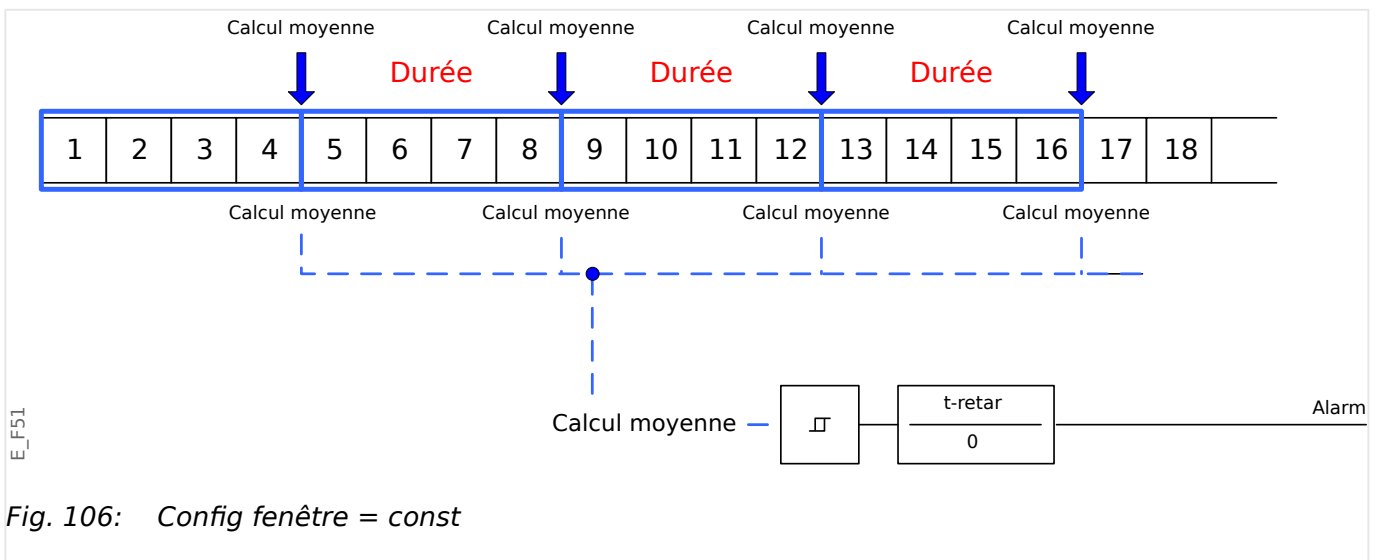 Calcul moyenne Calcul moyenne Calcul moyenne Calcul moyenne
Durée Durée Durée
1 2 3 4 5 6 7 8 9 10 11 12 13 14 15 16 17 18
Calcul moyenne Calcul moyenne Calcul moyenne Calcul moyenne
t-retar
Alarm
Calcul moyenne
0
E_F51
Fig. 106: Config fenêtre = const